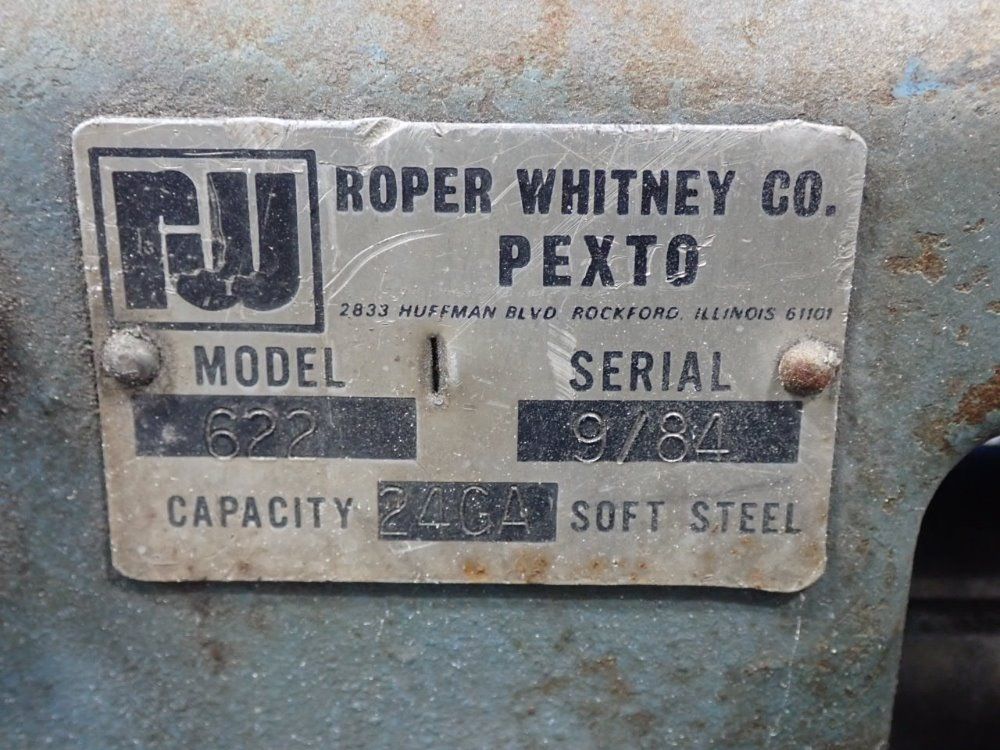 rw
ROPER WHITNEY CO.
PEXTO
2833 HUFFMAN BLVD. ROCKFORD, ILLINOIS 61101
MODEL SERIAL
622 9/84
CAPACITY 24GA SOFT STEEL